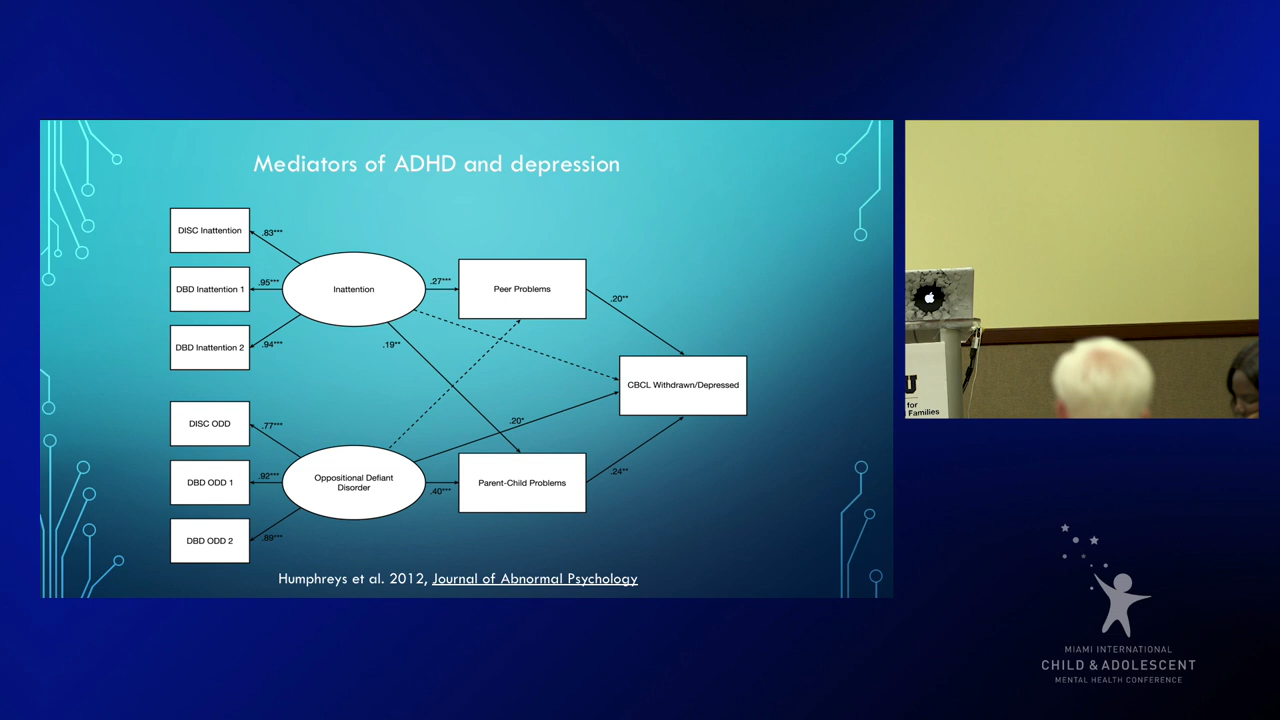 Mediators of ADHD and depression
DISC Inattention
.83***
DBD Inattention 1
.95***
Inattention
.27***
Peer Problems
.20**
DBD Inattention 2
.94***
.19**
CBCL Withdrawn/Depressed
DISC ODD
.77***
.20*
DBD ODD 1
.92***
Oppositional Defiant
Disorder
.40***
Parent-Child Problems
.24**
DBD ODD 2
.89***
Humphreys et al. 2012, Journal of Abnormal Psychology
U
for
Families
MIAMI INTERNATIONAL
CHILD & ADOLESCENT
MENTAL HEALTH CONFERENCE